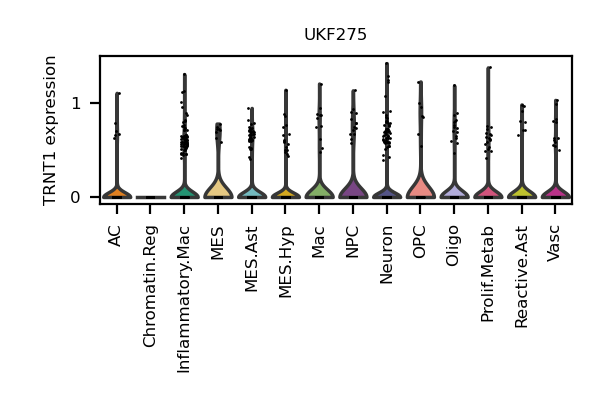 UKF275
TRNT1 expression
1
0
AC
Chromatin.Reg
Inflammatory.Mac
MES
MES.Ast
MES.Hyp
Mac
NPC
Neuron
OPC
Oligo
Prolif.Metab
Reactive.Ast
Vasc